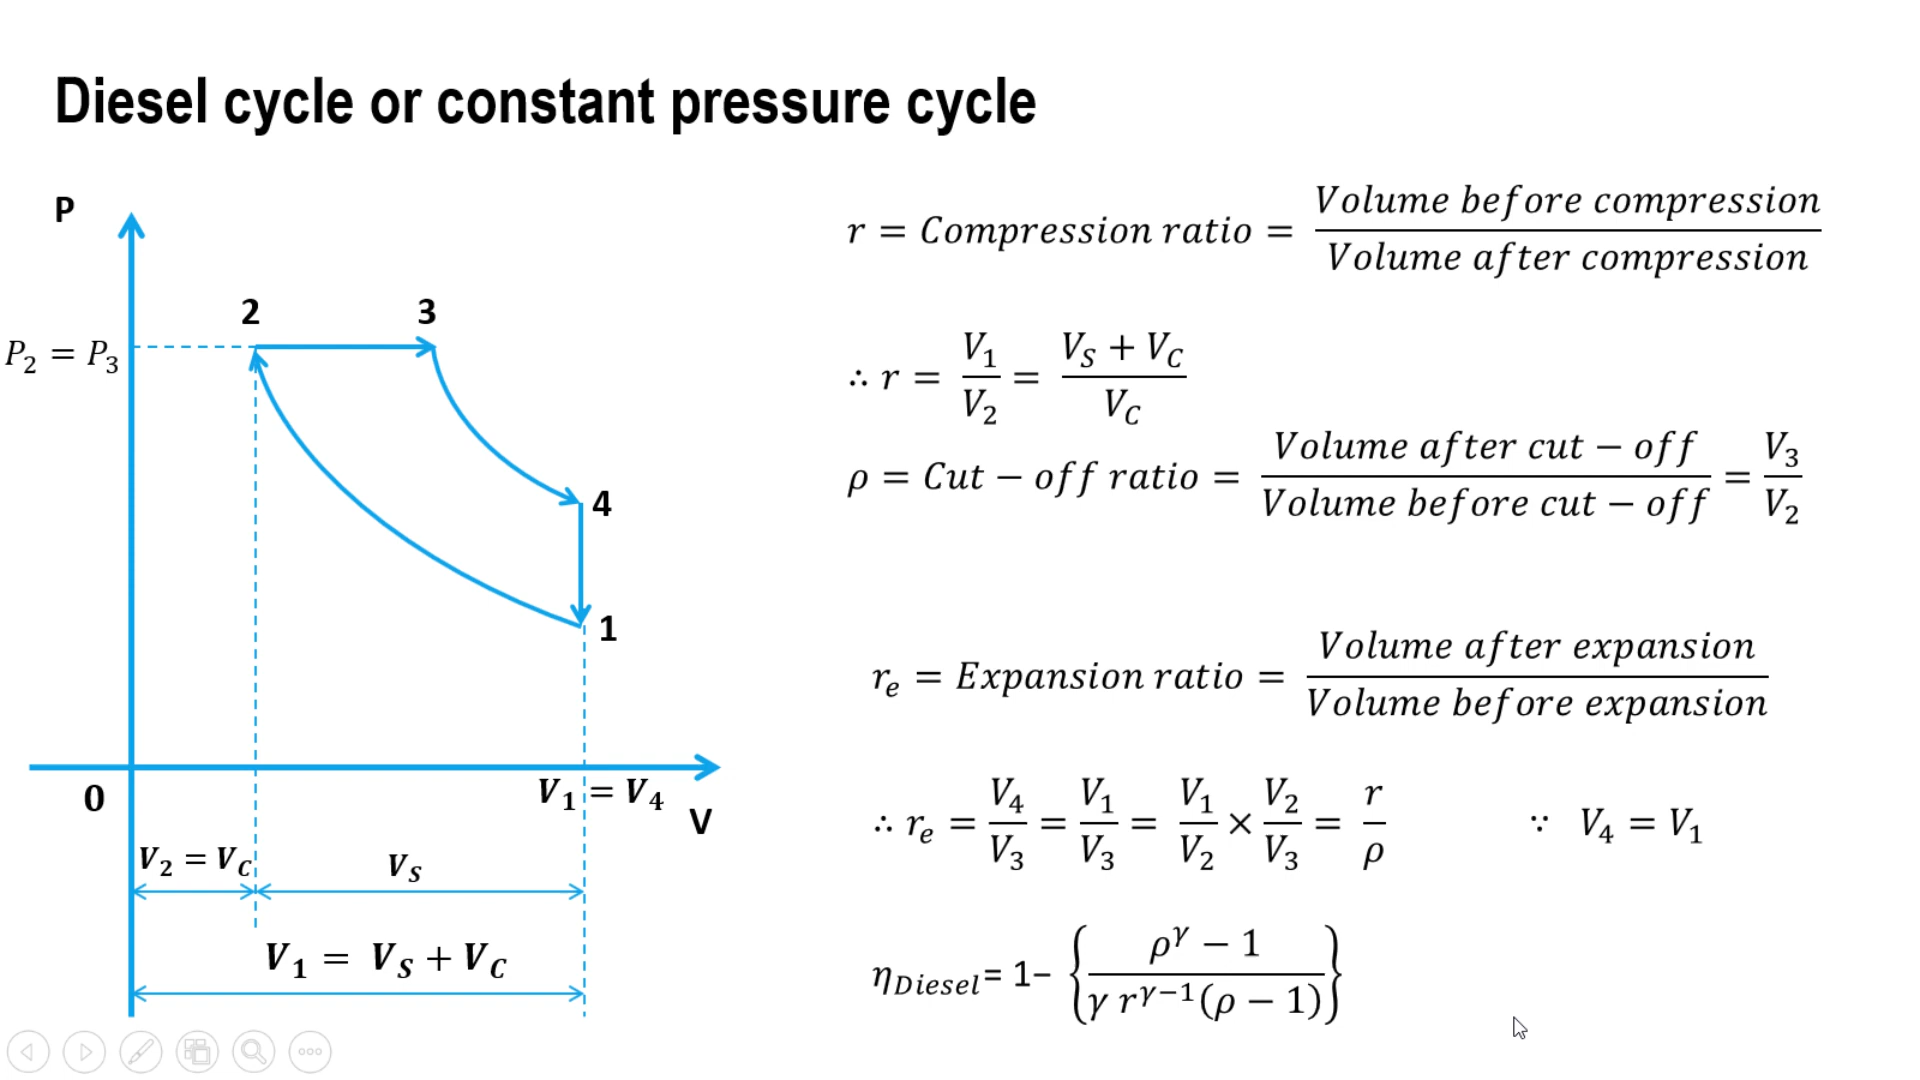 Diesel cycle or constant pressure cycle
P
2
3
P₂ = P₃
4
1
0
V₁ = V₄
V
V₂ = V_C
V_S
V₁ = V_S + V_C
r = Compression ratio = Volume before compression / Volume after compression
∴ r = V₁/V₂ = (V_S + V_C)/V_C
ρ = Cut − off ratio = Volume after cut − off / Volume before cut − off = V₃/V₂
rₑ = Expansion ratio = Volume after expansion / Volume before expansion
∴ rₑ = V₄/V₃ = V₁/V₃ = V₁/V₂ × V₂/V₃ = r/ρ ∵ V₄ = V₁
η_Diesel = 1− {(ρ^γ − 1)/(γ r^(γ−1)(ρ − 1))}